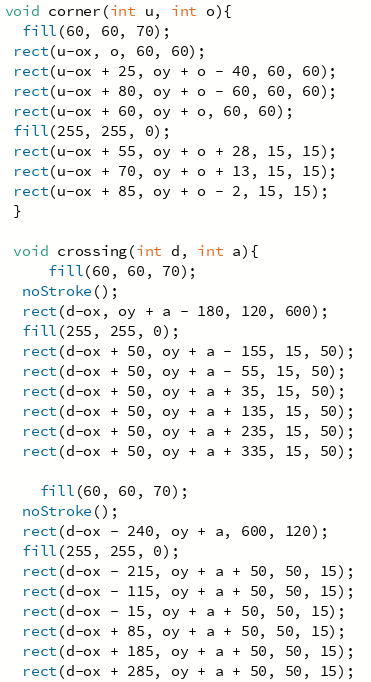 void corner(int u, int o){
fill(60, 60, 70);
rect(u-ox, o, 60, 60);
rect(u-ox + 25, oy + o - 40, 60, 60);
rect(u-ox + 80, oy + o - 60, 60, 60);
rect(u-ox + 60, oy + o, 60, 60);
fill(255, 255, 0);
rect(u-ox + 55, oy + o + 28, 15, 15);
rect(u-ox + 70, oy + o + 13, 15, 15);
rect(u-ox + 85, oy + o - 2, 15, 15);
}
void crossing(int d, int a){
fill(60, 60, 70);
noStroke();
rect(d-ox, oy + a - 180, 120, 600);
fill(255, 255, 0);
rect(d-ox + 50, oy + a - 155, 15, 50);
rect(d-ox + 50, oy + a - 55, 15, 50);
rect(d-ox + 50, oy + a + 35, 15, 50);
rect(d-ox + 50, oy + a + 135, 15, 50);
rect(d-ox + 50, oy + a + 235, 15, 50);
rect(d-ox + 50, oy + a + 335, 15, 50);
fill(60, 60, 70);
noStroke();
rect(d-ox - 240, oy + a, 600, 120);
fill(255, 255, 0);
rect(d-ox - 215, oy + a + 50, 50, 15);
rect(d-ox - 115, oy + a + 50, 50, 15);
rect(d-ox - 15, oy + a + 50, 50, 15);
rect(d-ox + 85, oy + a + 50, 50, 15);
rect(d-ox + 185, oy + a + 50, 50, 15);
rect(d-ox + 285, oy + a + 50, 50, 15);